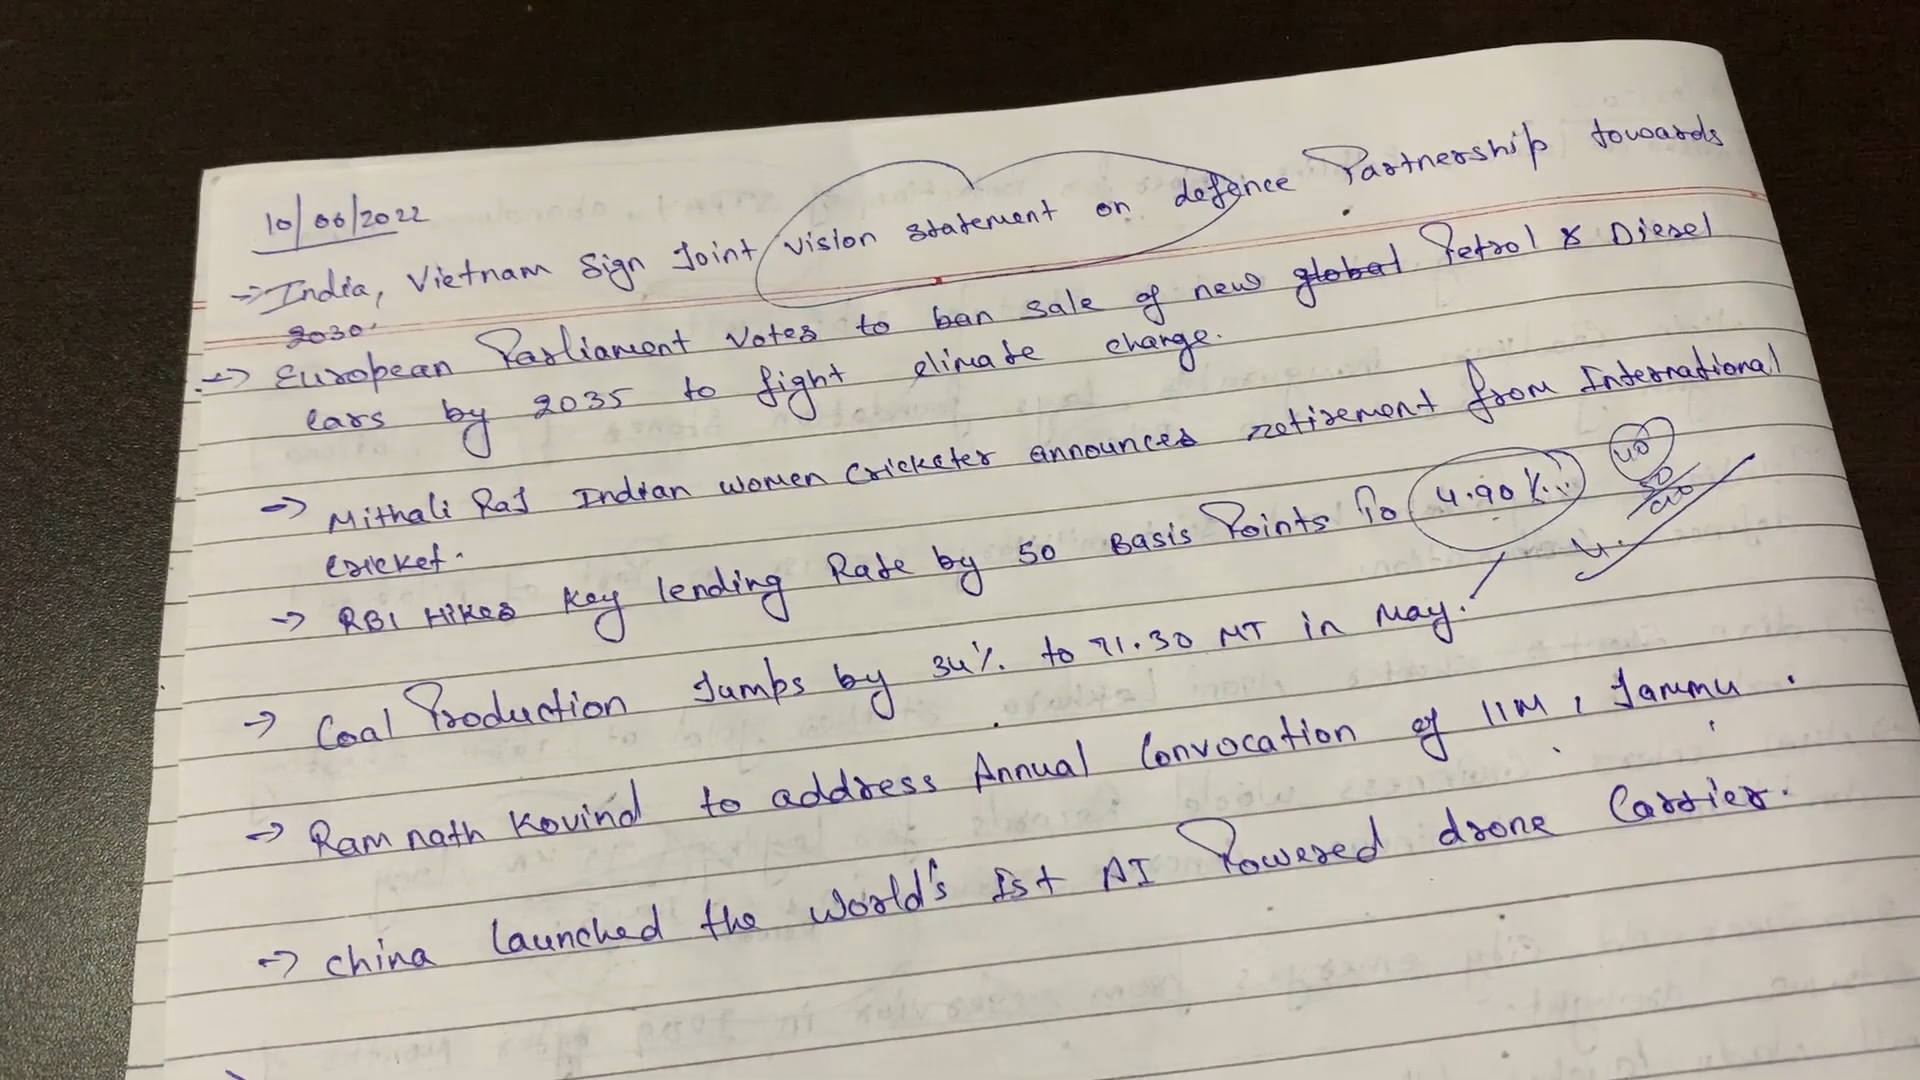 10/06/2022
-> India, Vietnam Sign Joint vision statement on defence Partnership towards
2030.
-> European Parliament Votes to ban sale of new global Petrol & Diesel
cars by 2035 to fight climate change.
-> Mithali Raj Indian women Cricketer announces retirement from International
cricket.
-> RBI Hikes Key lending Rate by 50 Basis Points To 4.90%.
40
50
-> Coal Production Jumps by 34% to 71.30 MT in May.
-> Ram nath Kovind to address Annual Convocation of IIM, Jammu.
-> China launched the world's Ist AI Powered drone Carrier.